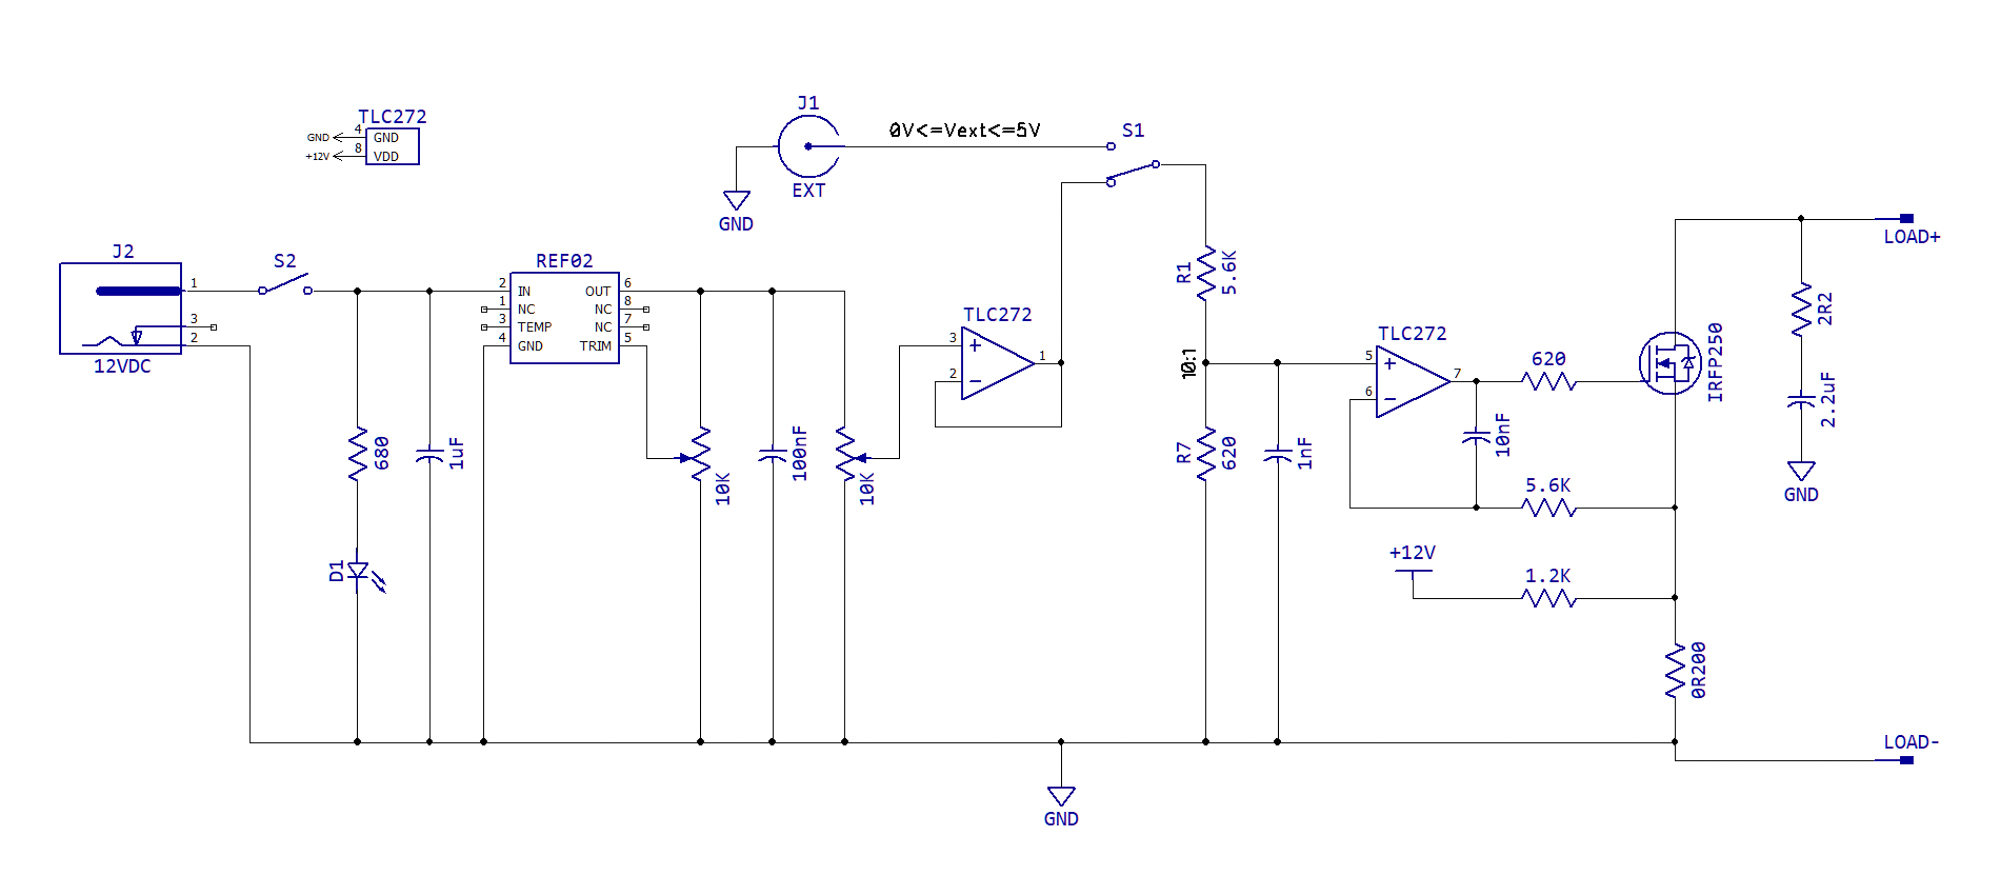 J1
0V<=Vext<=5V
S1
EXT
GND
TLC272
4
GND
GND
8
+12V
VDD
J2
1
3
2
12VDC
S2
REF02
2
IN
1
NC
3
TEMP
4
GND
OUT
6
NC
8
NC
7
TRIM
5
680
1uF
D1
10K
100nF
10K
TLC272
3
+
2
−
1
R1
5.6K
10:1
R7
620
1nF
TLC272
5
+
6
−
7
620
10nF
5.6K
+12V
1.2K
IRFP250
0R200
2R2
2.2uF
GND
LOAD+
LOAD-
GND